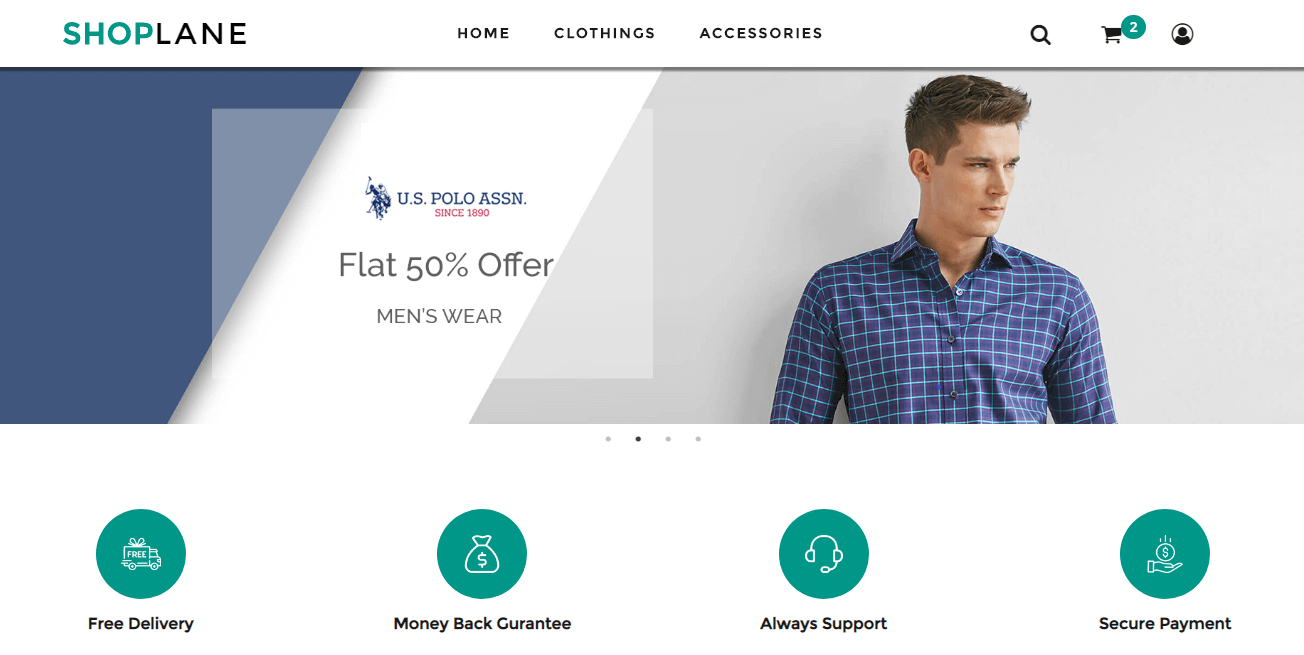 SHOPLANE
HOME CLOTHINGS ACCESSORIES
2
U.S. POLO ASSN.
SINCE 1890
Flat 50% Offer
MEN'S WEAR
FREE
Free Delivery
$
Money Back Gurantee
Always Support
$
Secure Payment